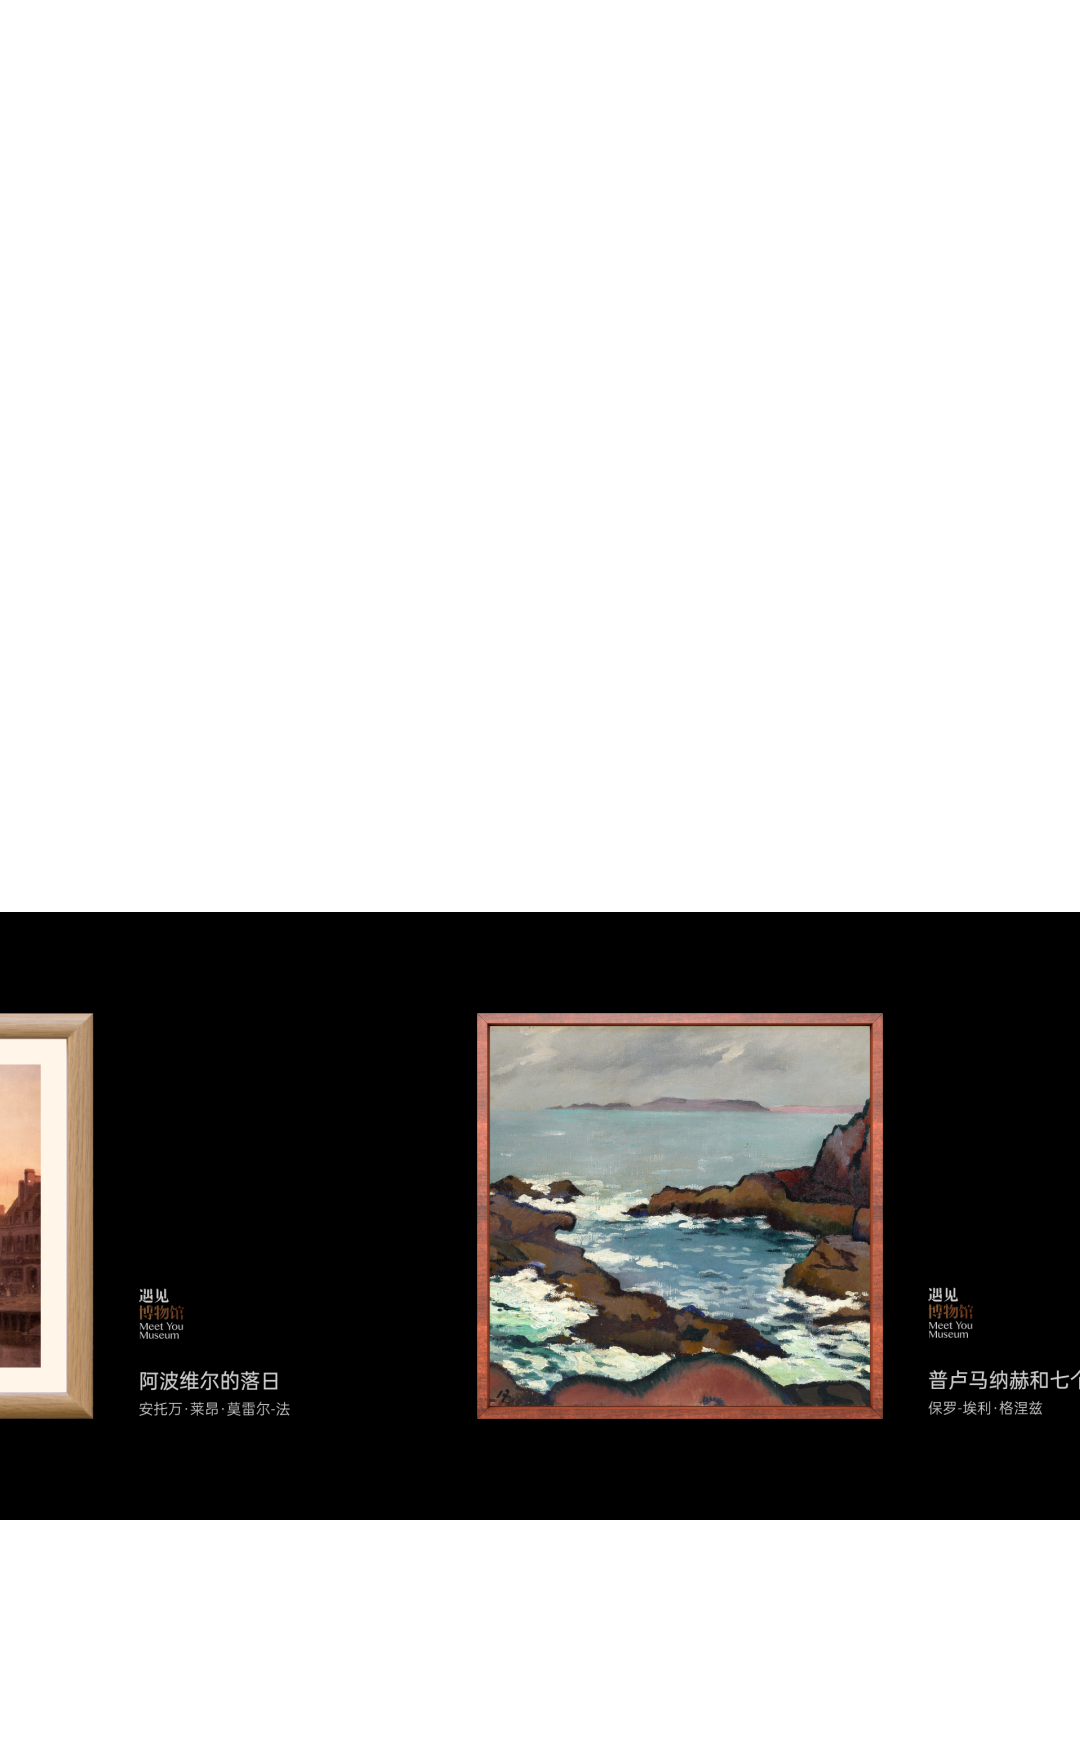 遇见
博物馆
Meet You
Museum
阿波维尔的落日
安托万·莱昂·莫雷尔-法
遇见
博物馆
Meet You
Museum
普卢马纳赫和七个
保罗-埃利·格涅兹